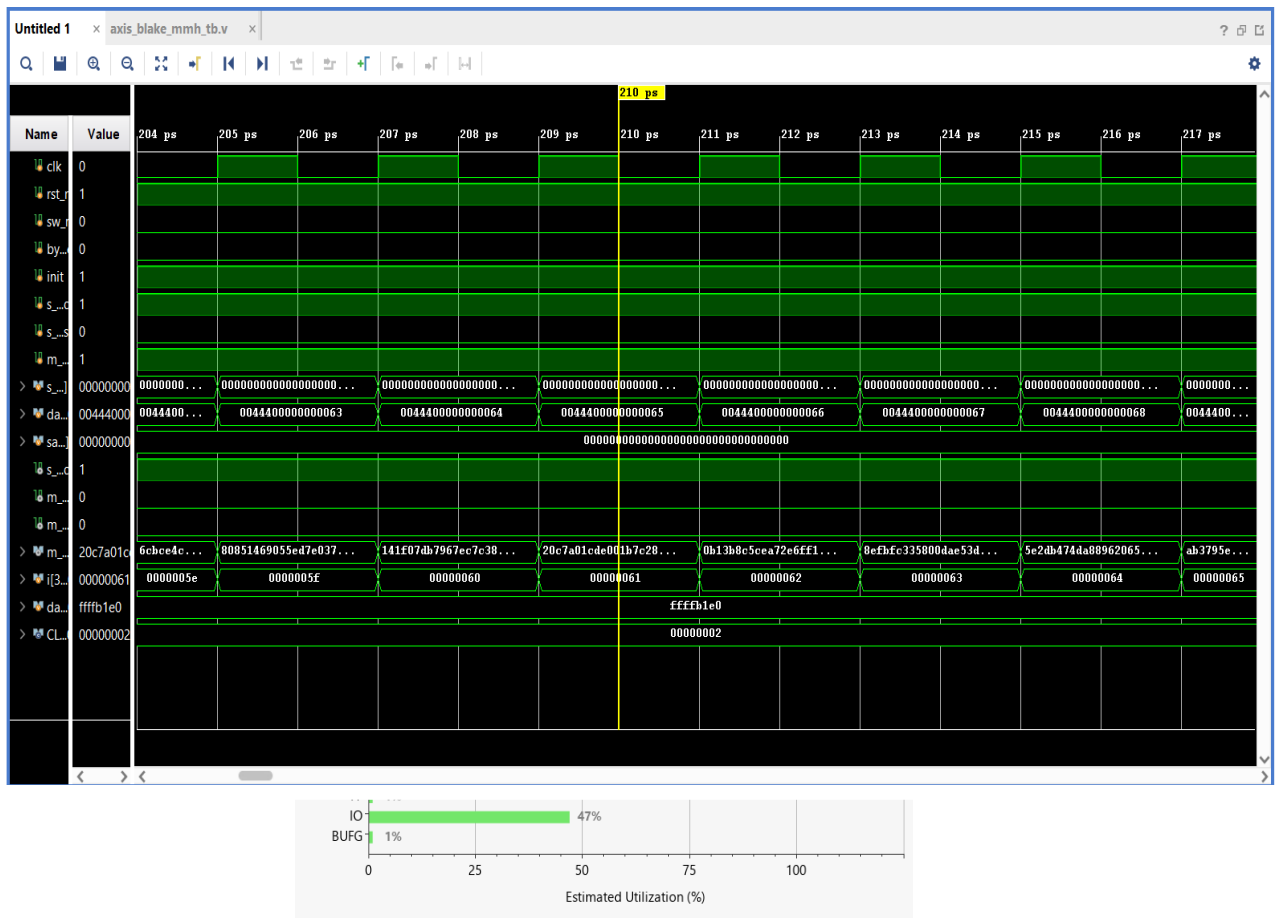 Untitled 1 × axis_blake_mmh_tb.v × ?
210 ps
Name Value 204 ps 205 ps 206 ps 207 ps 208 ps 209 ps 210 ps 211 ps 212 ps 213 ps 214 ps 215 ps 216 ps 217 ps
clk 0
rst_r 1
sw_r 0
by... 0
init 1
s_...c 1
s_...s 0
m_... 1
s_...] 00000000 0000000... 000000000000000000... 000000000000000000... 000000000000000000... 000000000000000000... 000000000000000000... 000000000000000000... 0000000...
da... 00444000 0044400... 0044400000000063 0044400000000064 0044400000000065 0044400000000066 0044400000000067 0044400000000068 0044400...
sa...] 00000000 00000000000000000000000000000000
s_...c 1
m_... 0
m_... 0
m_... 20c7a01c 6cbce4c... 80851469055ed7e037... 141f07db7967ec7c38... 20c7a01cde001b7c28... 0b13b8c5cea72e6ff1... 8efbfc335800dae53d... 5e2db474da88962065... ab3795e...
i[3... 00000061 0000005e 0000005f 00000060 00000061 00000062 00000063 00000064 00000065
da... ffffb1e0 ffffb1e0
CL... 00000002 00000002
IO 47%
BUFG 1%
0 25 50 75 100
Estimated Utilization (%)